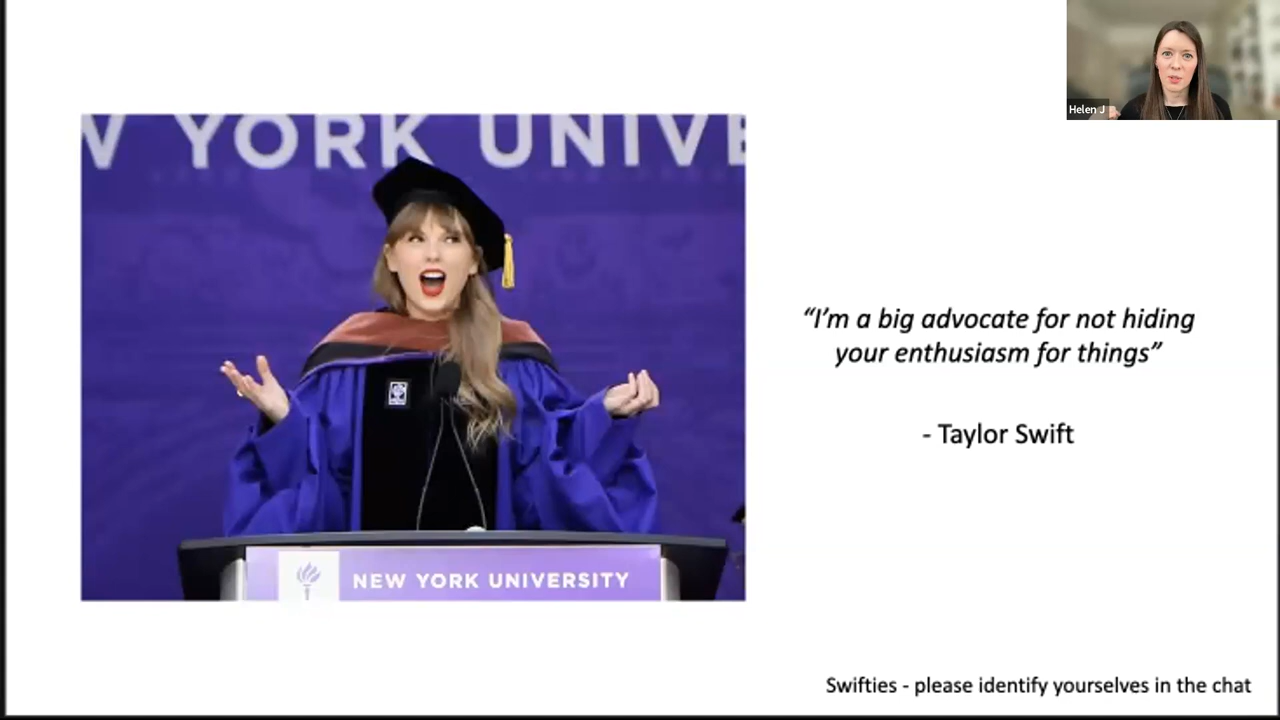 Helen J
W YORK UNIVE
NEW YORK UNIVERSITY
“I’m a big advocate for not hiding
your enthusiasm for things”
- Taylor Swift
Swifties - please identify yourselves in the chat